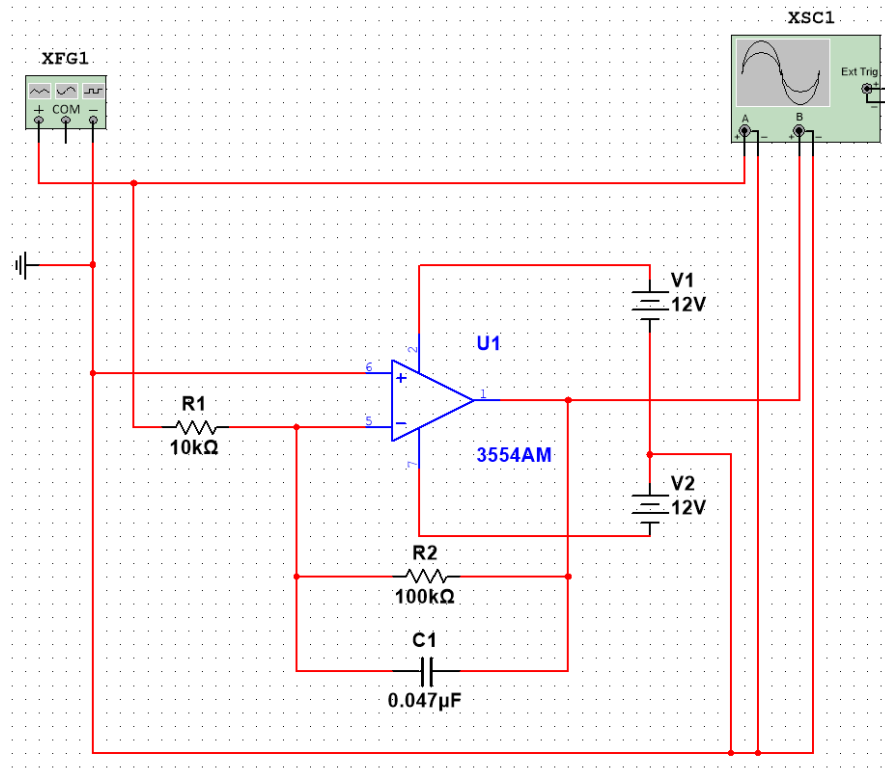 XSC1
XFG1
Ext Trig
+
COM
A
B
V1
12V
U1
2
6
1
5
7
R1
10kΩ
3554AM
V2
12V
R2
100kΩ
C1
0.047µF